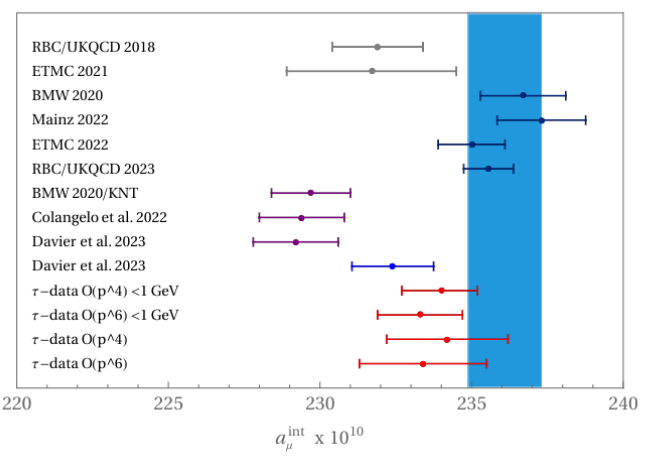 RBC/UKQCD 2018
ETMC 2021
BMW 2020
Mainz 2022
ETMC 2022
RBC/UKQCD 2023
BMW 2020/KNT
Colangelo et al. 2022
Davier et al. 2023
Davier et al. 2023
τ−data O(p^4) <1 GeV
τ−data O(p^6) <1 GeV
τ−data O(p^4)
τ−data O(p^6)
220 225 230 235 240
a_μ^int x 10^10